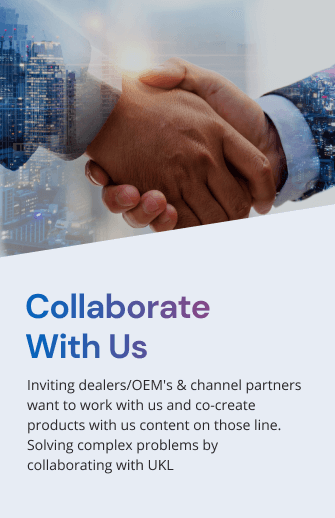 Collaborate
With Us
Inviting dealers/OEM's & channel partners
want to work with us and co-create
products with us content on those line.
Solving complex problems by
collaborating with UKL